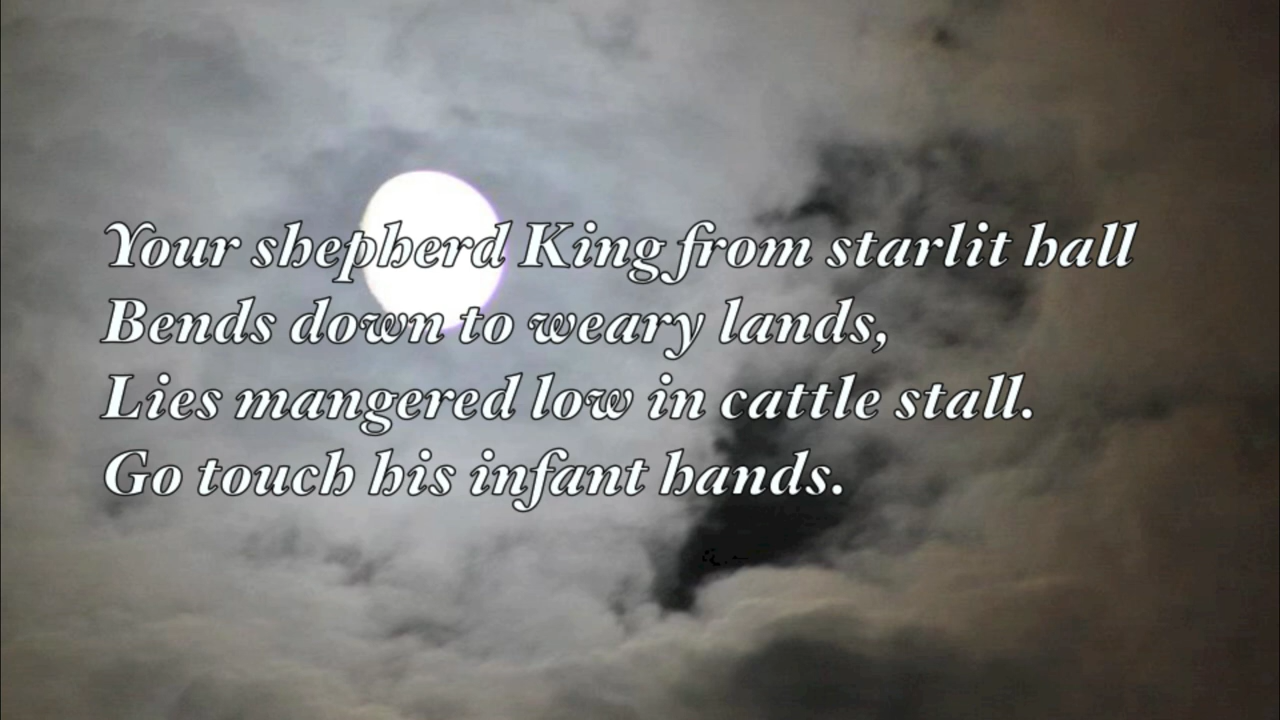 Your shepherd King from starlit hall
Bends down to weary lands,
Lies mangered low in cattle stall.
Go touch his infant hands.